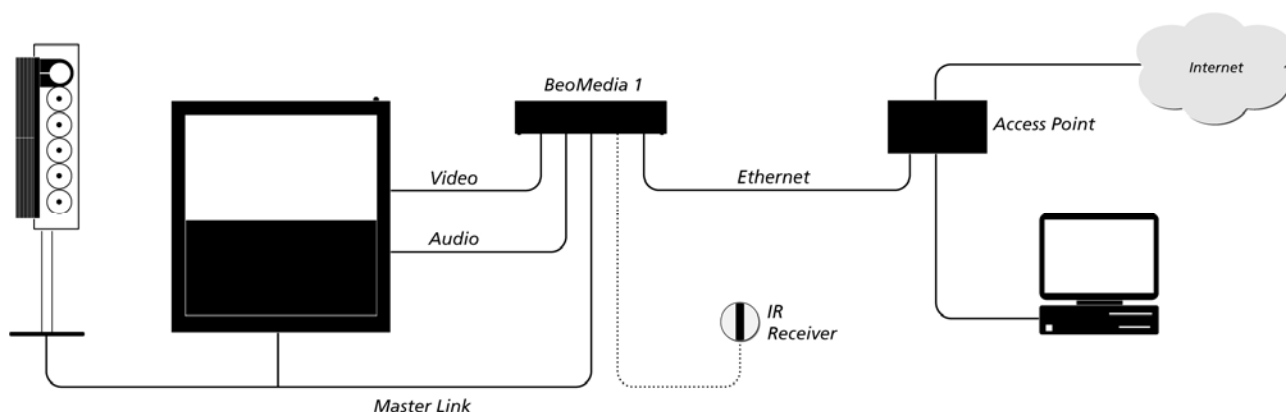 BeoMedia 1
Internet
Access Point
Video
Ethernet
Audio
IR
Receiver
Master Link